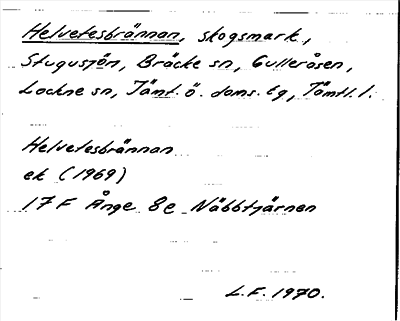 Helvetesbrännan, skogsmark,
Stugusjön, Bräcke sn, Gulleråsen,
Lockne sn, Jämt. ö. doms. tg, Jämtl. l.
Helvetesbrännan
ek (1969)
17 F Ånge 8e Näbbtjärnen
L.F. 1970.